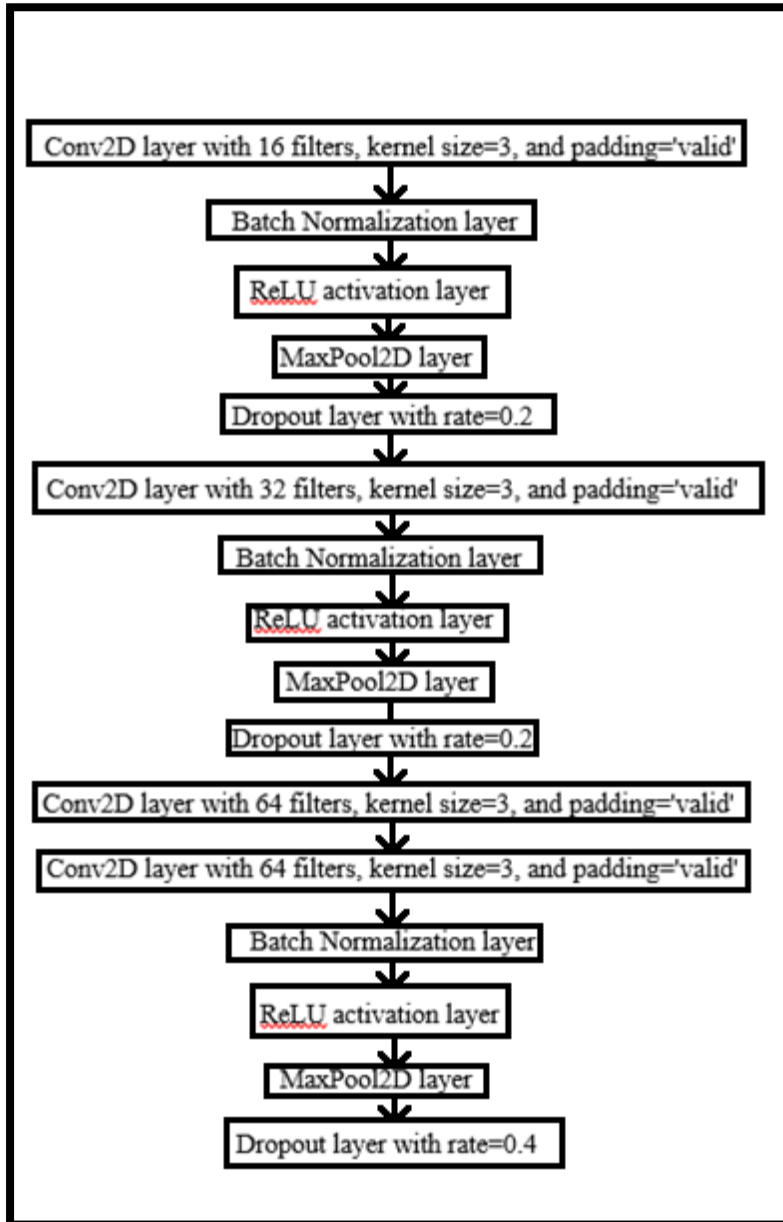 Conv2D layer with 16 filters, kernel size=3, and padding='valid'
Batch Normalization layer
ReLU activation layer
MaxPool2D layer
Dropout layer with rate=0.2
Conv2D layer with 32 filters, kernel size=3, and padding='valid'
Batch Normalization layer
ReLU activation layer
MaxPool2D layer
Dropout layer with rate=0.2
Conv2D layer with 64 filters, kernel size=3, and padding='valid'
Conv2D layer with 64 filters, kernel size=3, and padding='valid'
Batch Normalization layer
ReLU activation layer
MaxPool2D layer
Dropout layer with rate=0.4